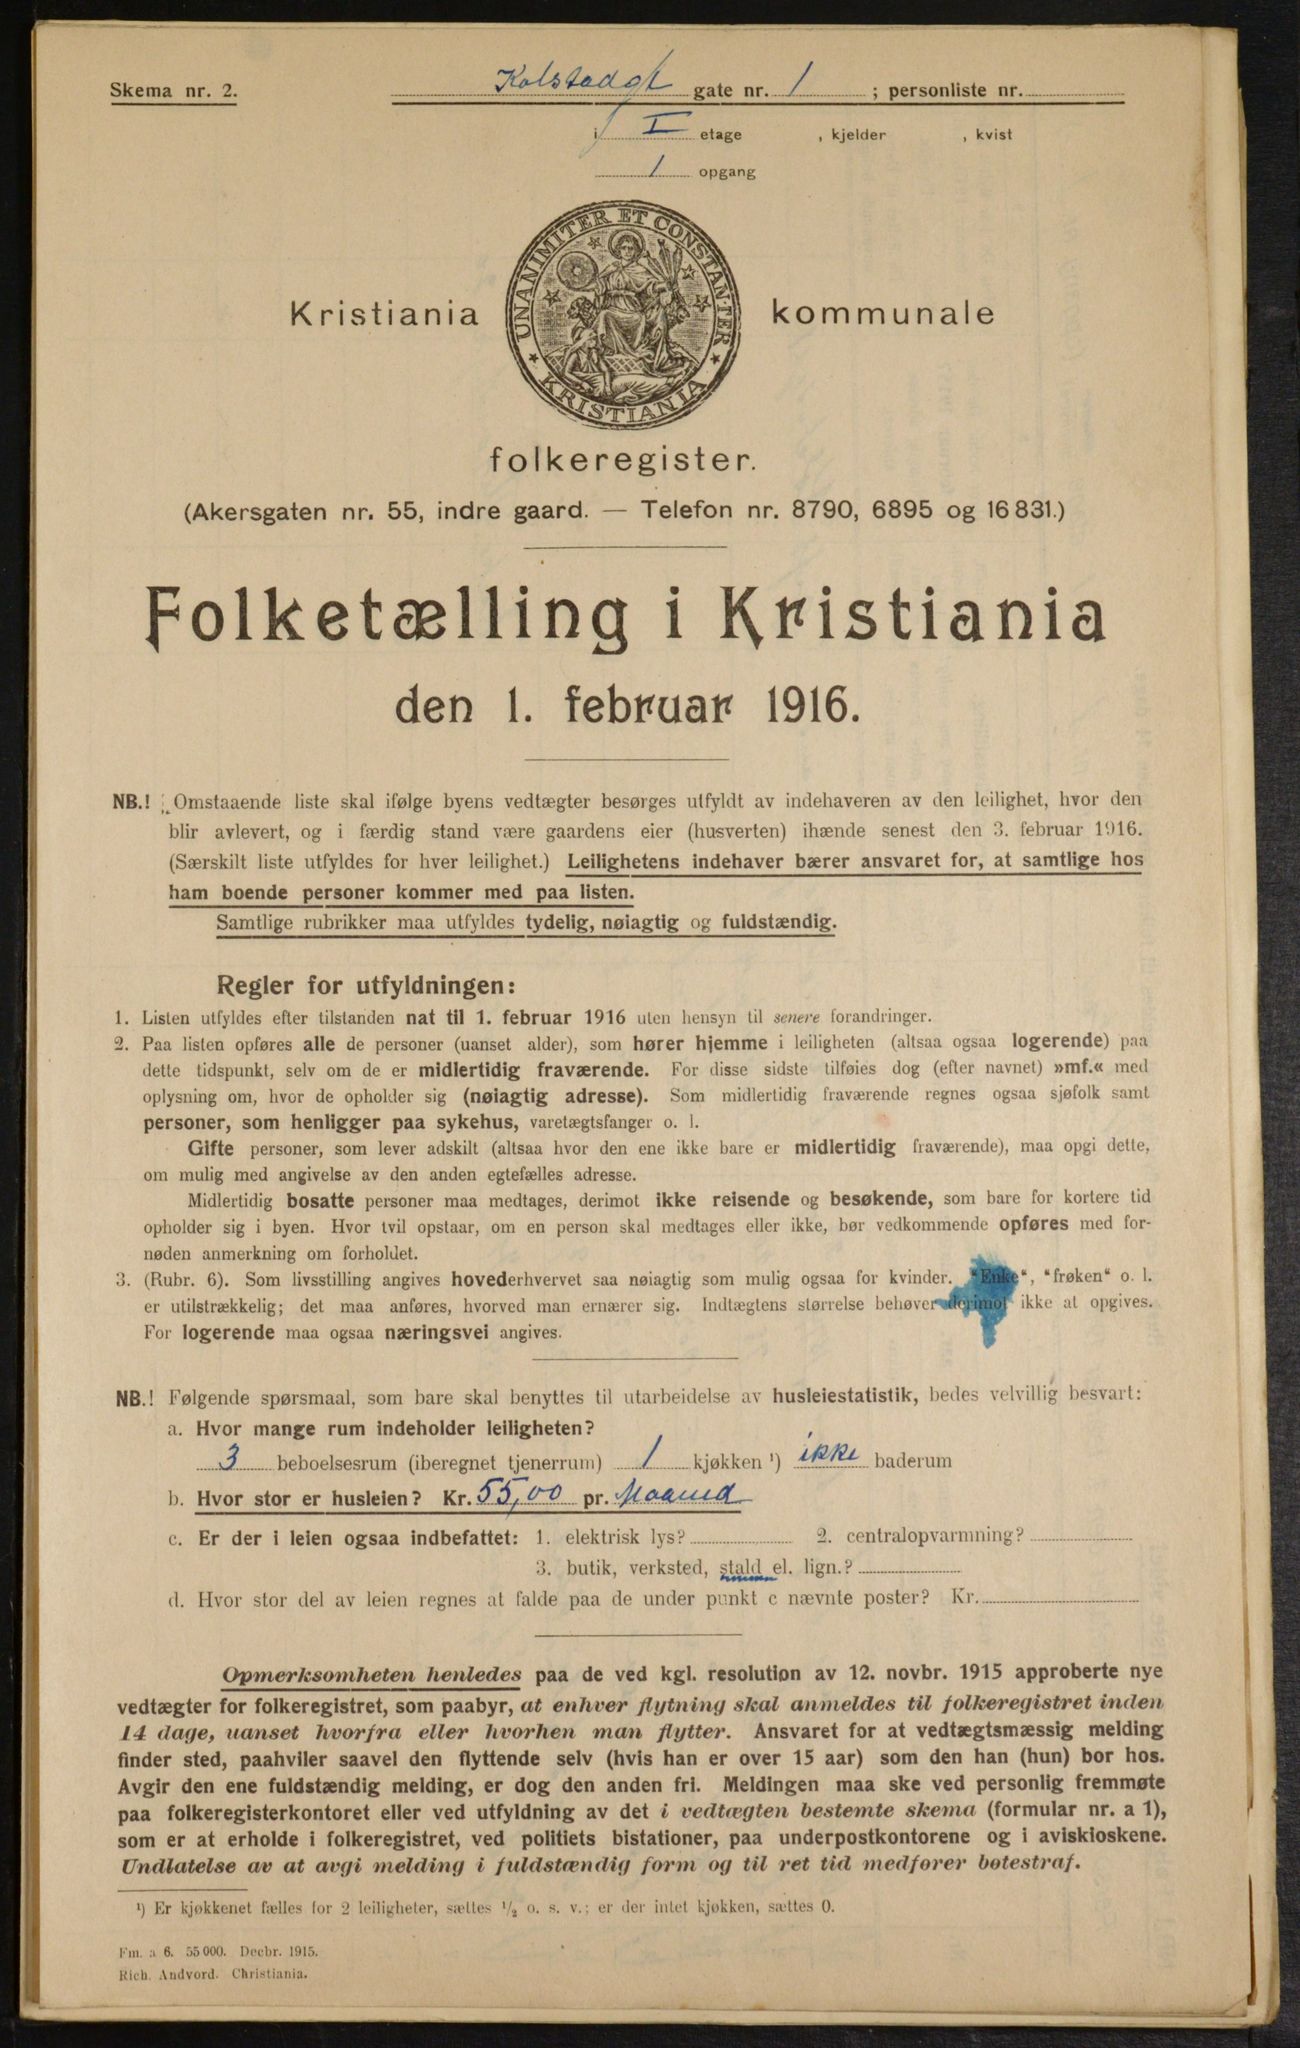 Skema nr. 2.
Kolstadgt gate nr. 1 ; personliste nr.
i I etage , kjelder , kvist
1 opgang
UNANIMITER ET CONSTANTER
KRISTIANIA
Kristiania kommunale
folkeregister.
(Akersgaten nr. 55, indre gaard. — Telefon nr. 8790, 6895 og 16 831.)
Folketælling i Kristiania
den 1. februar 1916.
NB.! Omstaaende liste skal ifølge byens vedtægter besørges utfyldt av indehaveren av den leilighet, hvor den
blir avlevert, og i færdig stand være gaardens eier (husverten) ihænde senest den 3. februar 1916.
(Særskilt liste utfyldes for hver leilighet.) Leilighetens indehaver bærer ansvaret for, at samtlige hos
ham boende personer kommer med paa listen.
Samtlige rubrikker maa utfyldes tydelig, nøiagtig og fuldstændig.
Regler for utfyldningen:
1. Listen utfyldes efter tilstanden nat til 1. februar 1916 uten hensyn til senere forandringer.
2. Paa listen opføres alle de personer (uanset alder), som hører hjemme i leiligheten (altsaa ogsaa logerende) paa
dette tidspunkt, selv om de er midlertidig fraværende. For disse sidste tilføies dog (efter navnet) »mf.« med
oplysning om, hvor de opholder sig (nøiagtig adresse). Som midlertidig fraværende regnes ogsaa sjøfolk samt
personer, som henligger paa sykehus, varetægtsfanger o. l.
Gifte personer, som lever adskilt (altsaa hvor den ene ikke bare er midlertidig fraværende), maa opgi dette,
om mulig med angivelse av den anden egtefælles adresse.
Midlertidig bosatte personer maa medtages, derimot ikke reisende og besøkende, som bare for kortere tid
opholder sig i byen. Hvor tvil opstaar, om en person skal medtages eller ikke, bør vedkommende opføres med for-
nøden anmerkning om forholdet.
3. (Rubr. 6). Som livsstilling angives hovederhvervet saa nøiagtig som mulig ogsaa for kvinder. "Enke", "frøken" o. l.
er utilstrækkelig; det maa anføres, hvorved man ernærer sig. Indtægtens størrelse behøver derimot ikke at opgives.
For logerende maa ogsaa næringsvei angives.
NB.! Følgende spørsmaal, som bare skal benyttes til utarbeidelse av husleiestatistik, bedes velvillig besvart:
a. Hvor mange rum indeholder leiligheten?
3 beboelsesrum (iberegnet tjenerrum) 1 kjøkken ¹) ikke baderum
b. Hvor stor er husleien? Kr. 55,00 pr. Maaned
c. Er der i leien ogsaa indbefattet: 1. elektrisk lys? 2. centralopvarmning?
3. butik, verksted, stald el. lign.?
d. Hvor stor del av leien regnes at falde paa de under punkt c nævnte poster? Kr.
Opmerksomheten henledes paa de ved kgl. resolution av 12. novbr. 1915 approberte nye
vedtægter for folkeregistret, som paabyr, at enhver flytning skal anmeldes til folkeregistret inden
14 dage, uanset hvorfra eller hvorhen man flytter. Ansvaret for at vedtægtsmæssig melding
finder sted, paahviler saavel den flyttende selv (hvis han er over 15 aar) som den han (hun) bor hos.
Avgir den ene fuldstændig melding, er dog den anden fri. Meldingen maa ske ved personlig fremmøte
paa folkeregisterkontoret eller ved utfyldning av det i vedtægten bestemte skema (formular nr. a 1),
som er at erholde i folkeregistret, ved politiets bistationer, paa underpostkontorene og i aviskioskene.
Undlatelse av at avgi melding i fuldstændig form og til ret tid medfører bøtestraf.
¹) Er kjøkkenet fælles for 2 leiligheter, sættes ¹/₂ o. s. v.; er der intet kjøkken, sættes 0.
Fm. a 6. 55 000. Decbr. 1915.
Rich. Andvord. Christiania.